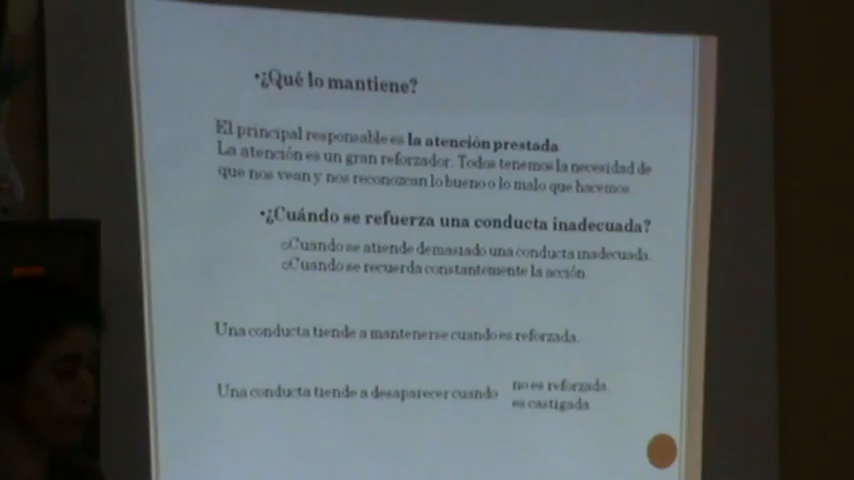 •¿Qué lo mantiene?
El principal responsable es la atención prestada
La atención es un gran reforzador. Todos tenemos la necesidad de
que nos vean y nos reconozcan lo bueno o lo malo que hacemos.
•¿Cuándo se refuerza una conducta inadecuada?
oCuando se atiende demasiado una conducta inadecuada.
oCuando se recuerda constantemente la acción
Una conducta tiende a mantenerse cuando es reforzada.
Una conducta tiende a desaparecer cuando
no es reforzada
es castigada